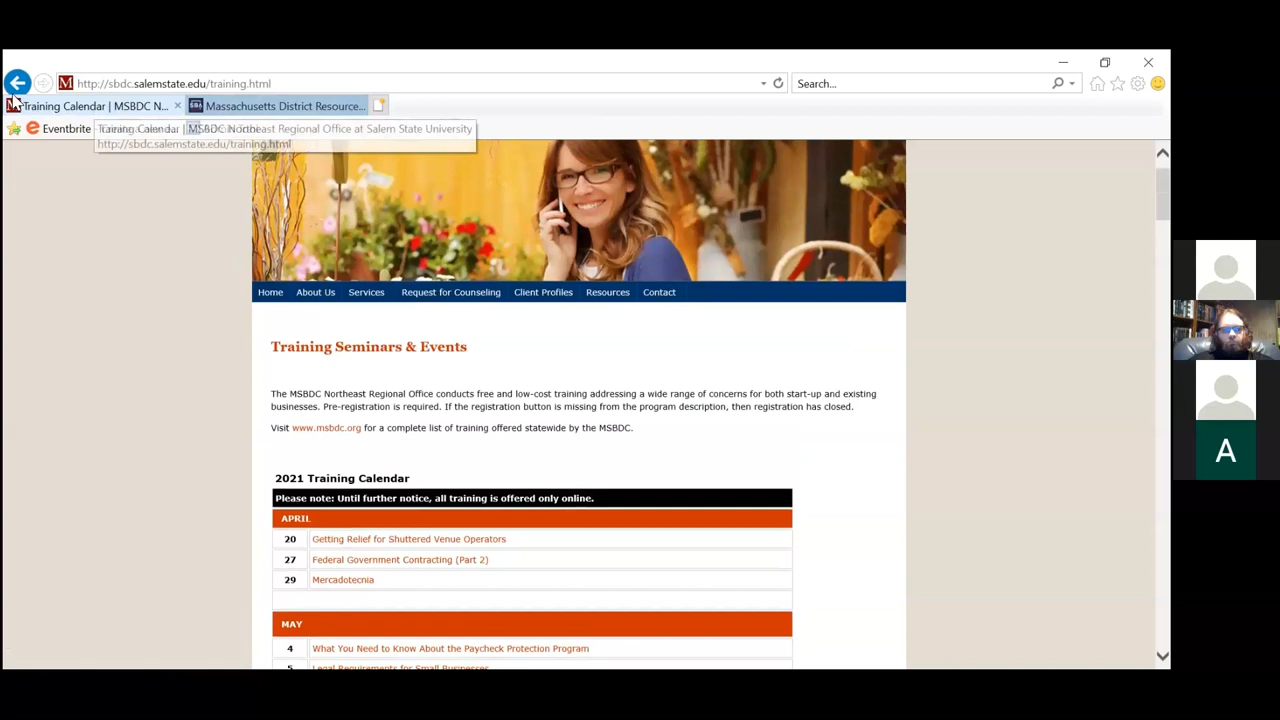 http://sbdc.salemstate.edu/training.html
Search...
Training Calendar | MSBDC N...
Massachusetts District Resource...
Eventbrite
Training Calendar | MSBDC Northeast Regional Office at Salem State University
http://sbdc.salemstate.edu/training.html
Home About Us Services Request for Counseling Client Profiles Resources Contact
Training Seminars & Events
The MSBDC Northeast Regional Office conducts free and low-cost training addressing a wide range of concerns for both start-up and existing
businesses. Pre-registration is required. If the registration button is missing from the program description, then registration has closed.
Visit www.msbdc.org for a complete list of training offered statewide by the MSBDC.
2021 Training Calendar
Please note: Until further notice, all training is offered only online.
APRIL
20 Getting Relief for Shuttered Venue Operators
27 Federal Government Contracting (Part 2)
29 Mercadotecnia
MAY
4 What You Need to Know About the Paycheck Protection Program
5 Legal Requirements for Small Businesses
A